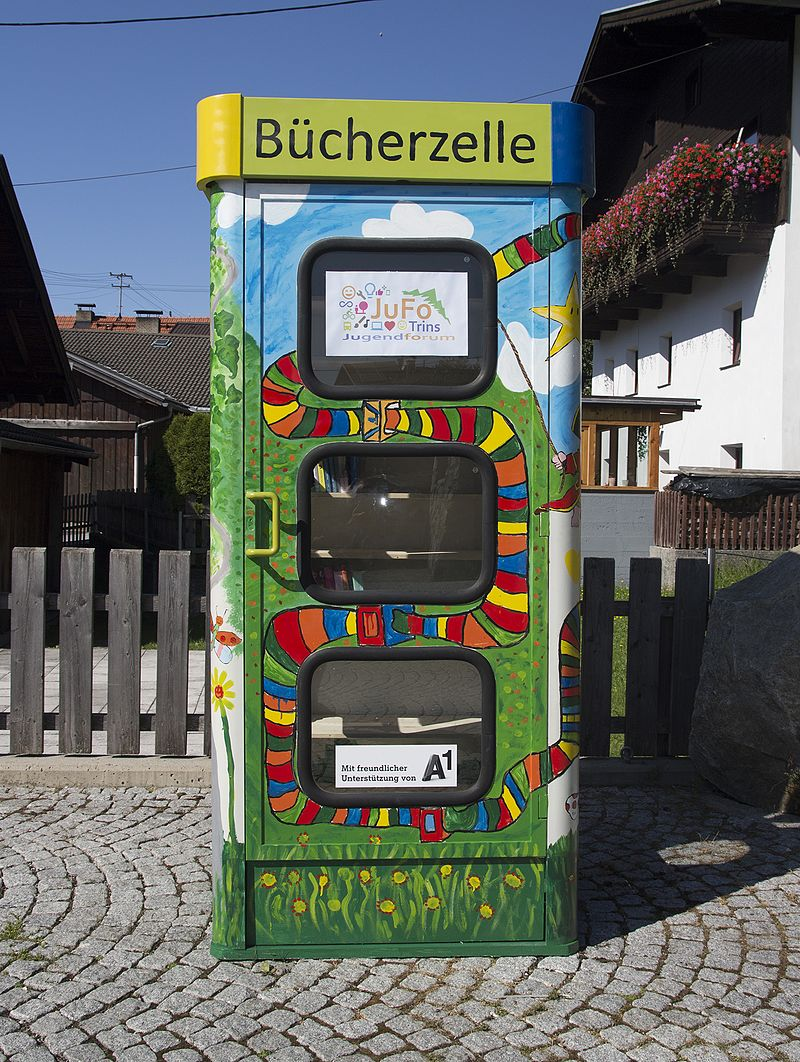 Bücherzelle
JuFo
Trins
Jugendforum
Mit freundlicher
Unterstützung von A1